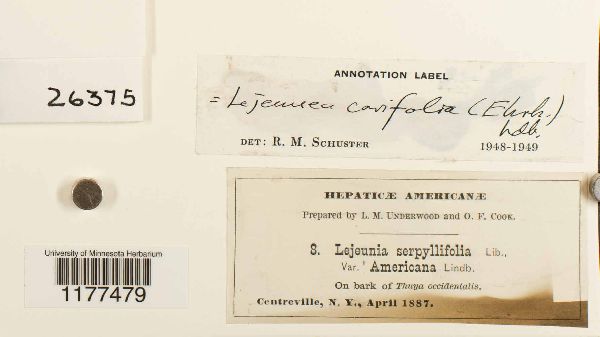 26375
ANNOTATION LABEL
= Lejeunea cavifolia (Ehrh.)
Lindb.
DET: R. M. SCHUSTER 1948-1949
HEPATICÆ AMERICANÆ
Prepared by L. M. UNDERWOOD and O. F. COOK.
8. Lejeunia serpyllifolia Lib.,
Var. Americana Lindb.
On bark of Thuya occidentalis.
Centreville, N. Y., April 1887.
University of Minnesota Herbarium
1177479